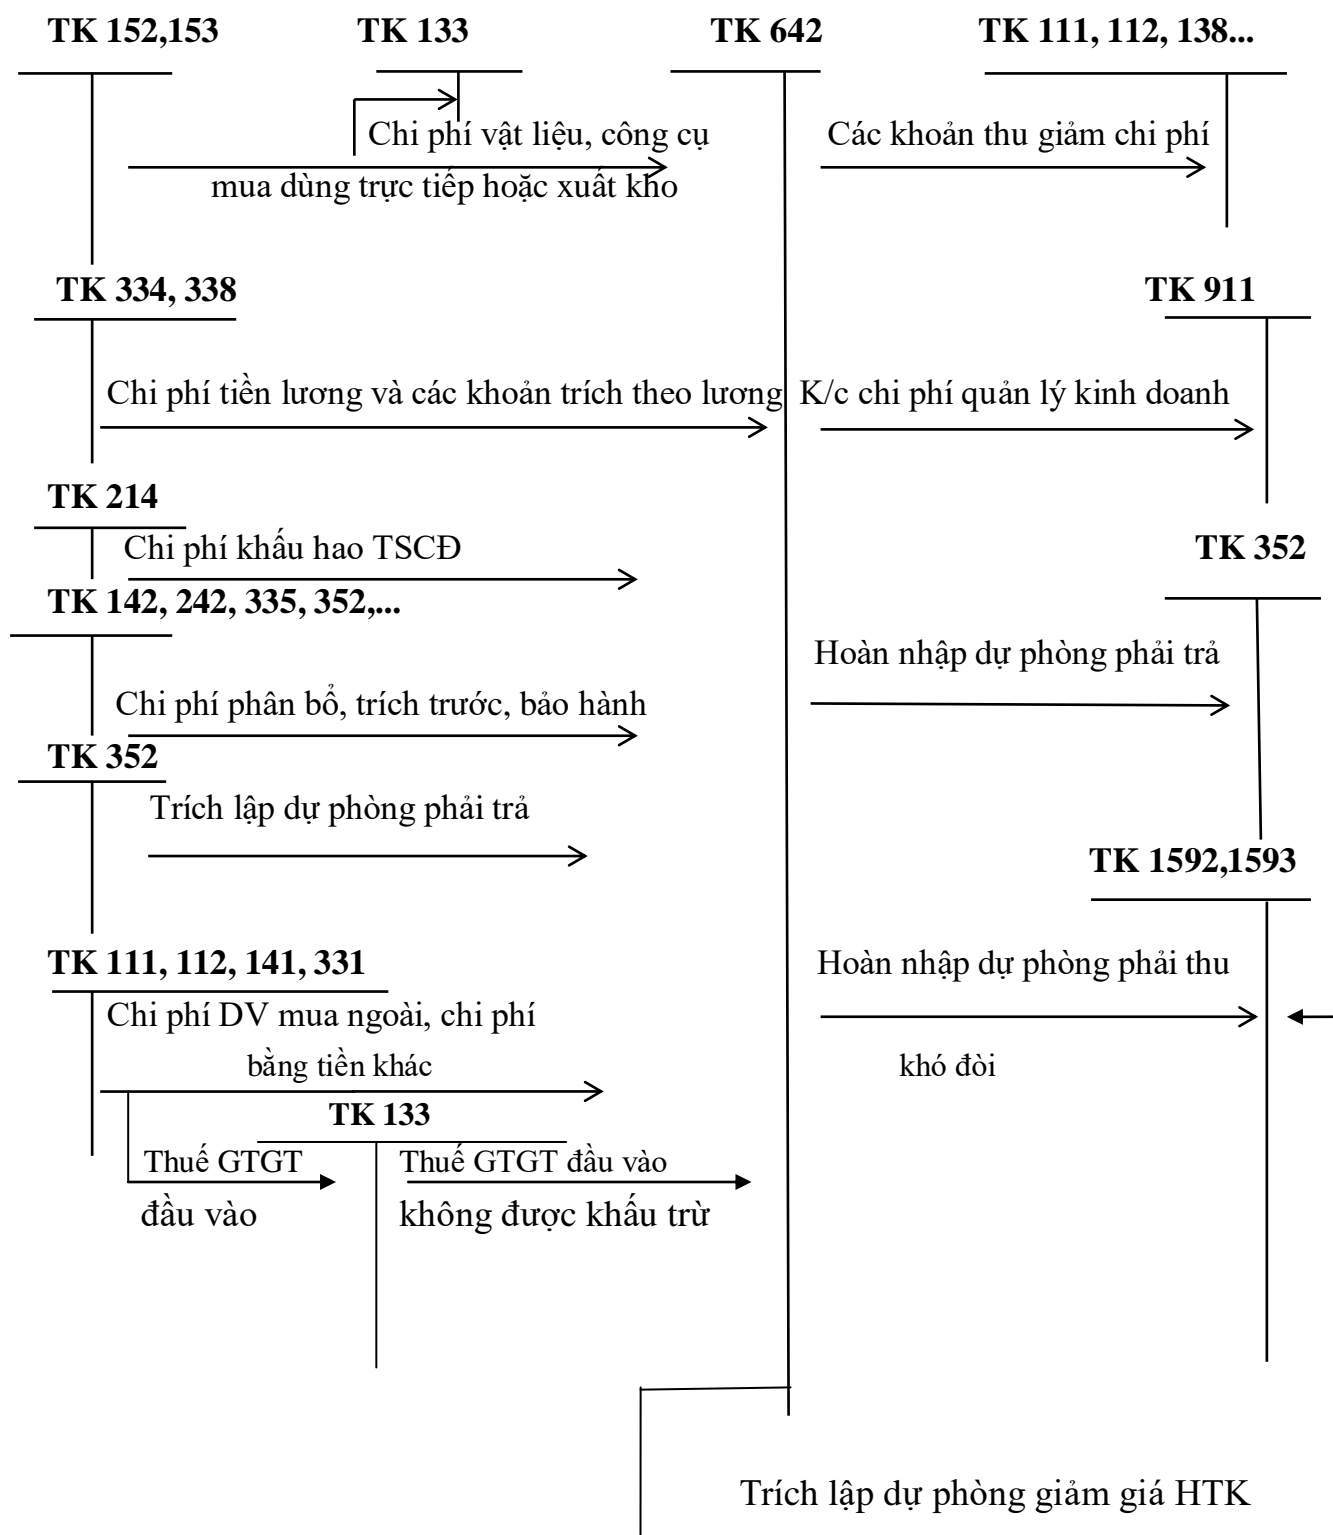 TK 152,153
TK 133
TK 642
TK 111, 112, 138...
Chi phí vật liệu, công cụ
mua dùng trực tiếp hoặc xuất kho
Các khoản thu giảm chi phí
TK 334, 338
TK 911
Chi phí tiền lương và các khoản trích theo lương
K/c chi phí quản lý kinh doanh
TK 214
Chi phí khấu hao TSCĐ
TK 352
TK 142, 242, 335, 352,...
Hoàn nhập dự phòng phải trả
Chi phí phân bổ, trích trước, bảo hành
TK 352
Trích lập dự phòng phải trả
TK 1592,1593
TK 111, 112, 141, 331
Hoàn nhập dự phòng phải thu
Chi phí DV mua ngoài, chi phí
bằng tiền khác
khó đòi
TK 133
Thuế GTGT
đầu vào
Thuế GTGT đầu vào
không được khấu trừ
Trích lập dự phòng giảm giá HTK